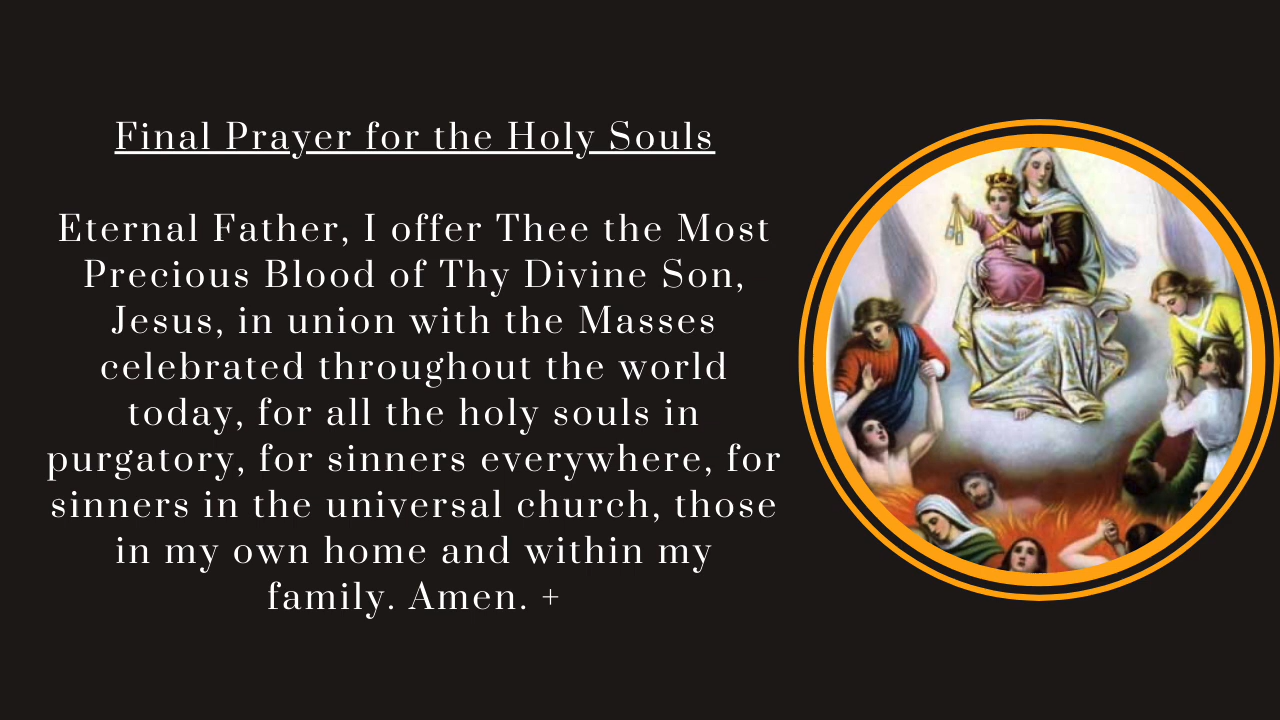 Final Prayer for the Holy Souls
Eternal Father, I offer Thee the Most
Precious Blood of Thy Divine Son,
Jesus, in union with the Masses
celebrated throughout the world
today, for all the holy souls in
purgatory, for sinners everywhere, for
sinners in the universal church, those
in my own home and within my
family. Amen. +